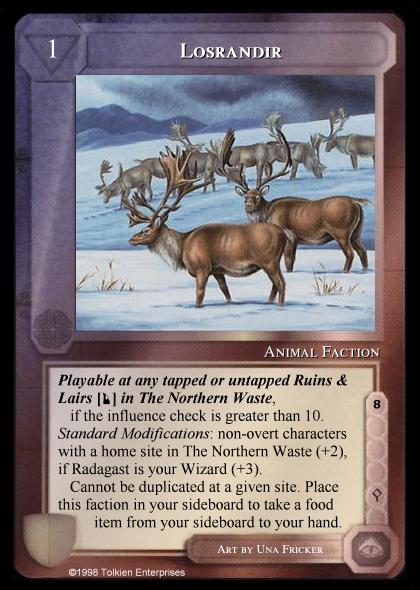 1
LOSRANDIR
ANIMAL FACTION
Playable at any tapped or untapped Ruins &
Lairs [] in The Northern Waste,
if the influence check is greater than 10.
Standard Modifications: non-overt characters
with a home site in The Northern Waste (+2),
if Radagast is your Wizard (+3).
Cannot be duplicated at a given site. Place
this faction in your sideboard to take a food
item from your sideboard to your hand.
8
ART BY UNA FRICKER
©1998 Tolkien Enterprises